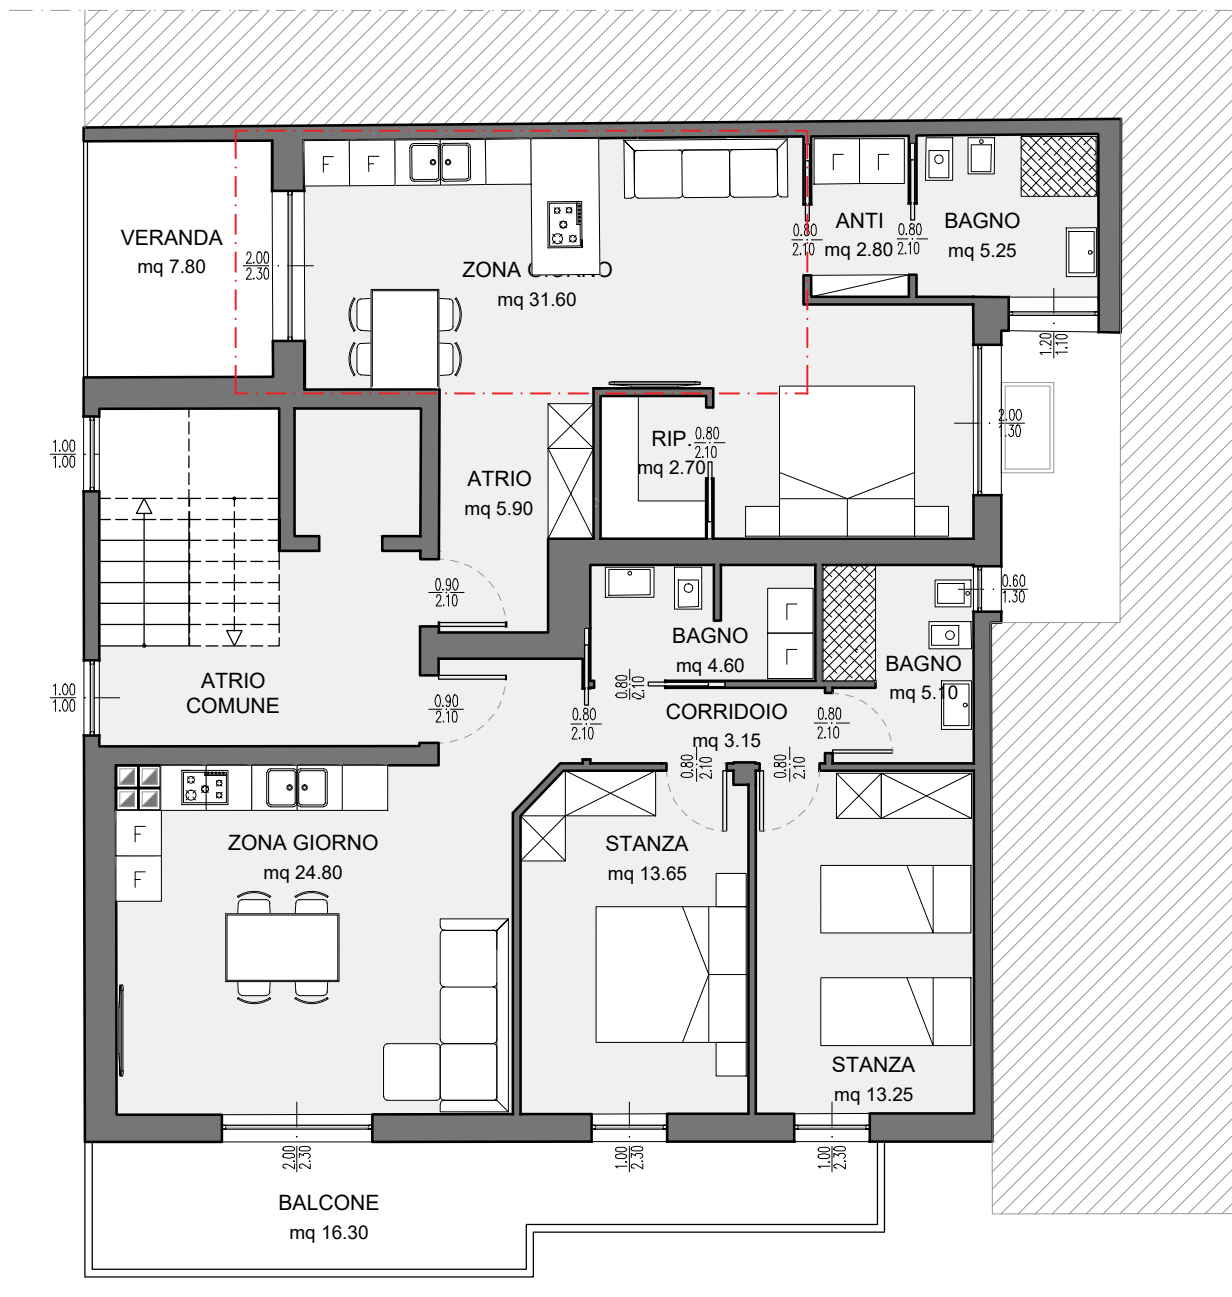 F
F
Г
Г
VERANDA
mq 7.80
2.00
2.30
ZONA GIORNO
mq 31.60
0.80
2.10
ANTI
mq 2.80
0.80
2.10
BAGNO
mq 5.25
1.20
1.10
2.00
1.30
1.00
1.00
ATRIO
mq 5.90
RIP.
mq 2.70
0.80
2.10
0.90
2.10
0.60
1.30
BAGNO
mq 4.60
Г
Г
BAGNO
mq 5.10
1.00
1.00
ATRIO
COMUNE
0.90
2.10
0.80
2.10
0.80
2.10
CORRIDOIO
mq 3.15
0.80
2.10
0.80
2.10
0.80
2.10
F
F
ZONA GIORNO
mq 24.80
STANZA
mq 13.65
STANZA
mq 13.25
2.00
2.30
1.00
2.30
1.00
2.30
BALCONE
mq 16.30